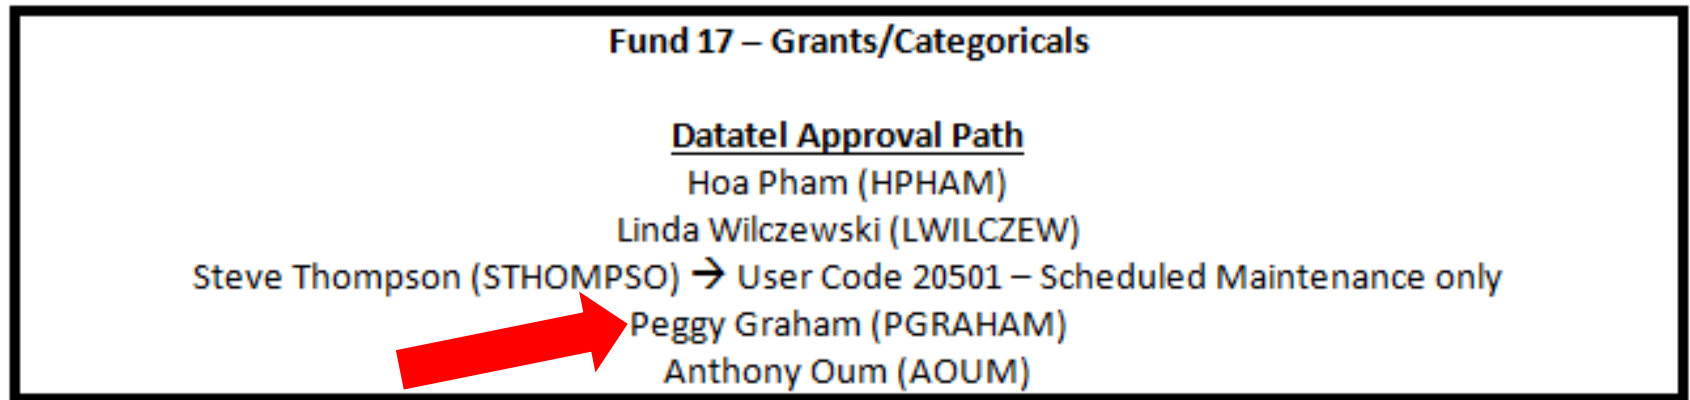 Fund 17 – Grants/Categoricals
Datatel Approval Path
Hoa Pham (HPHAM)
Linda Wilczewski (LWILCZEW)
Steve Thompson (STHOMPSO) → User Code 20501 – Scheduled Maintenance only
Peggy Graham (PGRAHAM)
Anthony Oum (AOUM)